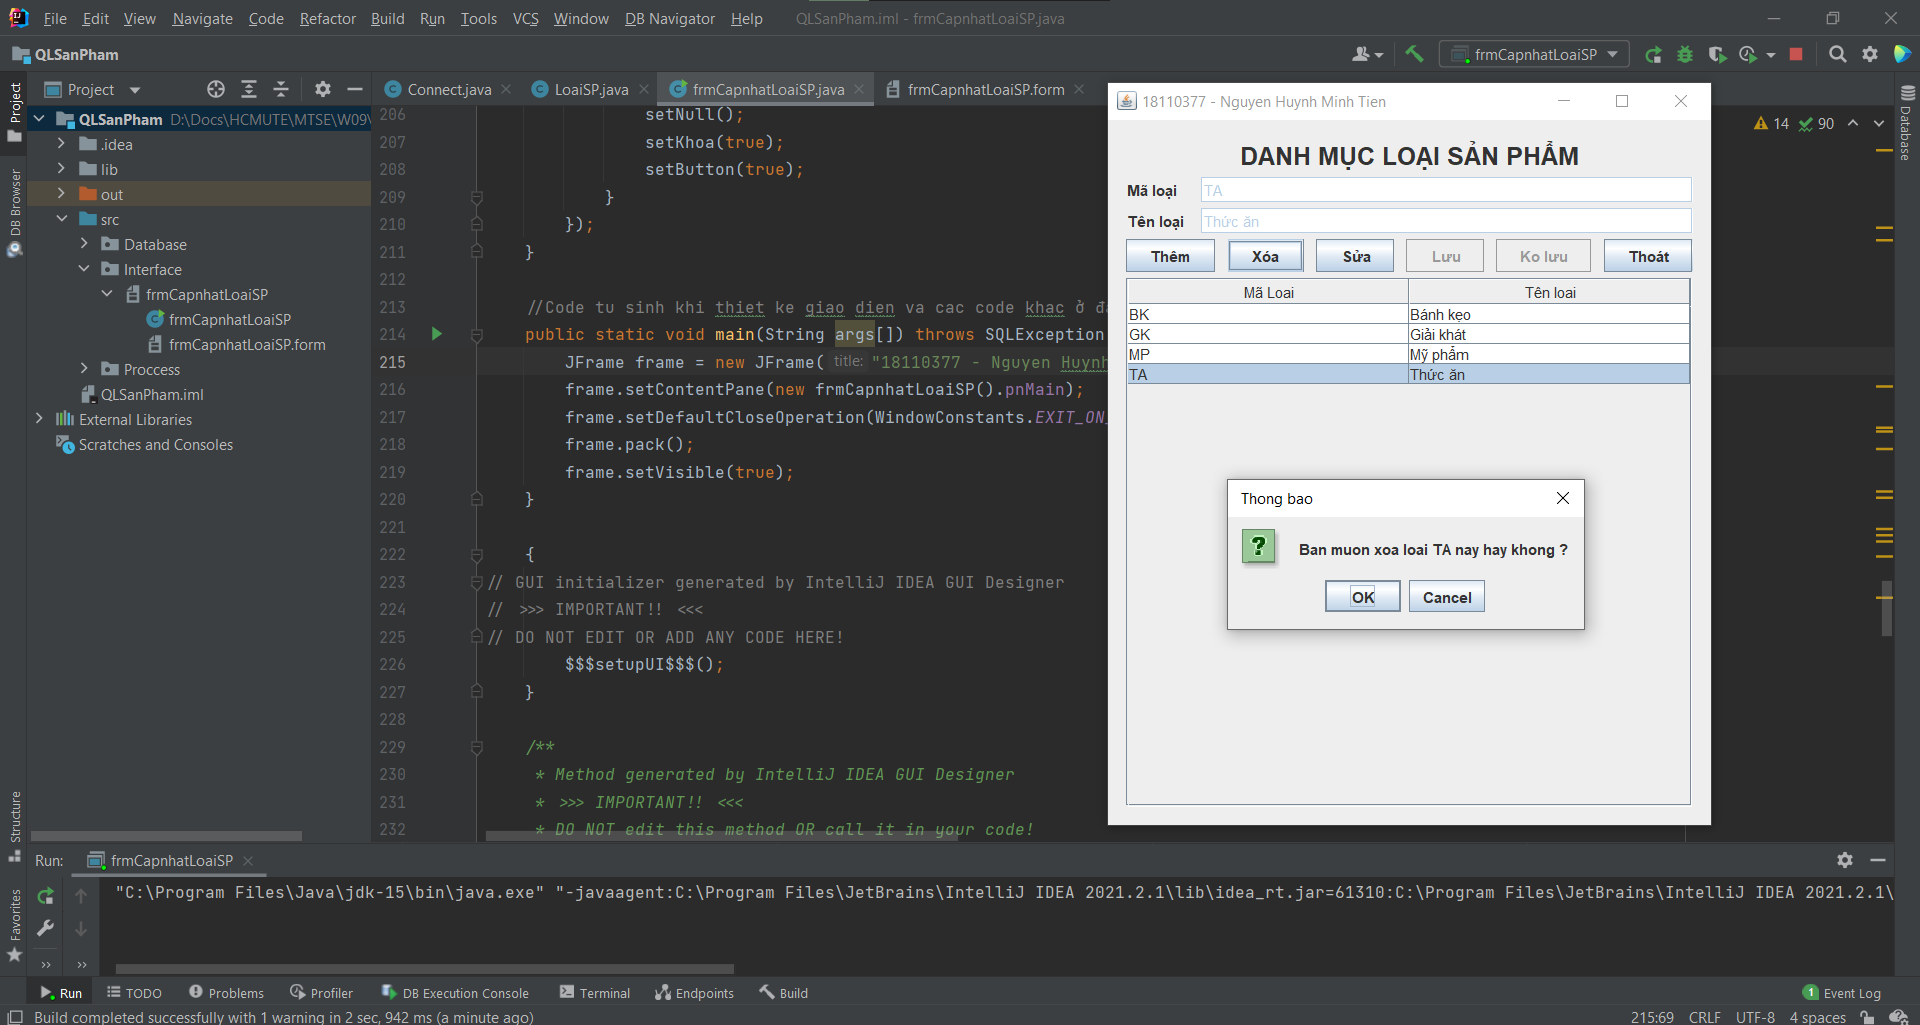 File Edit View Navigate Code Refactor Build Run Tools VCS Window DB Navigator Help QLSanPham.iml - frmCapnhatLoaiSP.java
QLSanPham
frmCapnhatLoaiSP
Project
Connect.java LoaiSP.java frmCapnhatLoaiSP.java frmCapnhatLoaiSP.form
Project
DB Browser
Structure
Favorites
Database
14 90
QLSanPham D:\Docs\HCMUTE\MTSE\W09\
.idea
lib
out
src
Database
Interface
frmCapnhatLoaiSP
frmCapnhatLoaiSP
frmCapnhatLoaiSP.form
Proccess
QLSanPham.iml
External Libraries
Scratches and Consoles
206 setNull();
207 setKhoa(true);
208 setButton(true);
209 }
210 });
211 }
212
213 //Code tu sinh khi thiet ke giao dien va cac code khac ở đ
214 public static void main(String args[]) throws SQLException
215 JFrame frame = new JFrame( title: "18110377 - Nguyen Huynh
216 frame.setContentPane(new frmCapnhatLoaiSP().pnMain);
217 frame.setDefaultCloseOperation(WindowConstants.EXIT_ON_
218 frame.pack();
219 frame.setVisible(true);
220 }
221
222 {
223 // GUI initializer generated by IntelliJ IDEA GUI Designer
224 // >>> IMPORTANT!! <<<
225 // DO NOT EDIT OR ADD ANY CODE HERE!
226 $$$setupUI$$$();
227 }
228
229 /**
230 * Method generated by IntelliJ IDEA GUI Designer
231 * >>> IMPORTANT!! <<<
232 * DO NOT edit this method OR call it in your code!
18110377 - Nguyen Huynh Minh Tien
DANH MỤC LOẠI SẢN PHẨM
Mã loại TA
Tên loại Thức ăn
Thêm Xóa Sửa Lưu Ko lưu Thoát
Mã Loai Tên loai
BK Bánh kẹo
GK Giải khát
MP Mỹ phẩm
TA Thức ăn
Thong bao
? Ban muon xoa loai TA nay hay khong ?
OK Cancel
Run: frmCapnhatLoaiSP
"C:\Program Files\Java\jdk-15\bin\java.exe" "-javaagent:C:\Program Files\JetBrains\IntelliJ IDEA 2021.2.1\lib\idea_rt.jar=61310:C:\Program Files\JetBrains\IntelliJ IDEA 2021.2.1\
Run TODO Problems Profiler DB Execution Console Terminal Endpoints Build 1 Event Log
Build completed successfully with 1 warning in 2 sec, 942 ms (a minute ago) 215:69 CRLF UTF-8 4 spaces